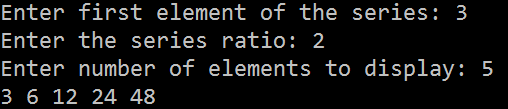 Enter first element of the series: 3
Enter the series ratio: 2
Enter number of elements to display: 5
3 6 12 24 48